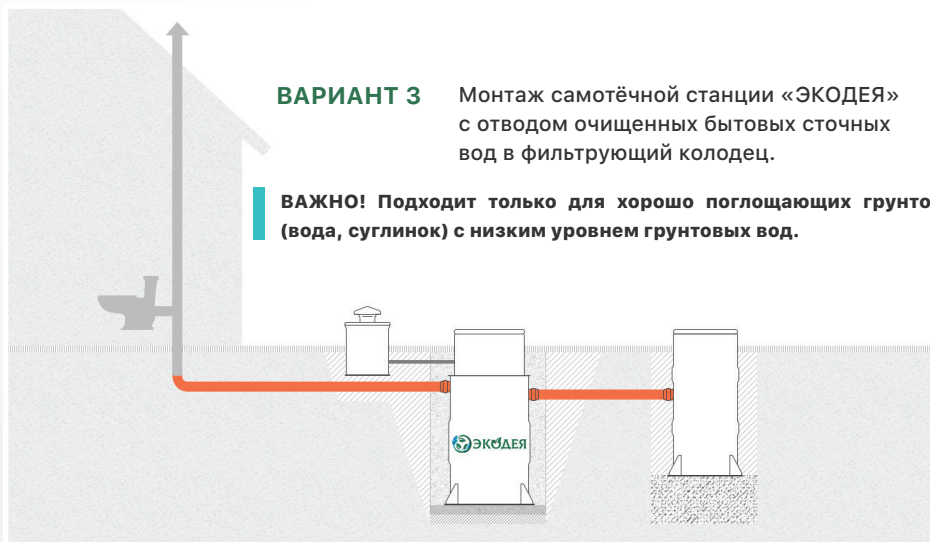 ВАРИАНТ 3
Монтаж самотёчной станции «ЭКОДЕЯ»
с отводом очищенных бытовых сточных
вод в фильтрующий колодец.
ВАЖНО! Подходит только для хорошо поглощающих грунто
(вода, суглинок) с низким уровнем грунтовых вод.
ЭКОДЕЯ